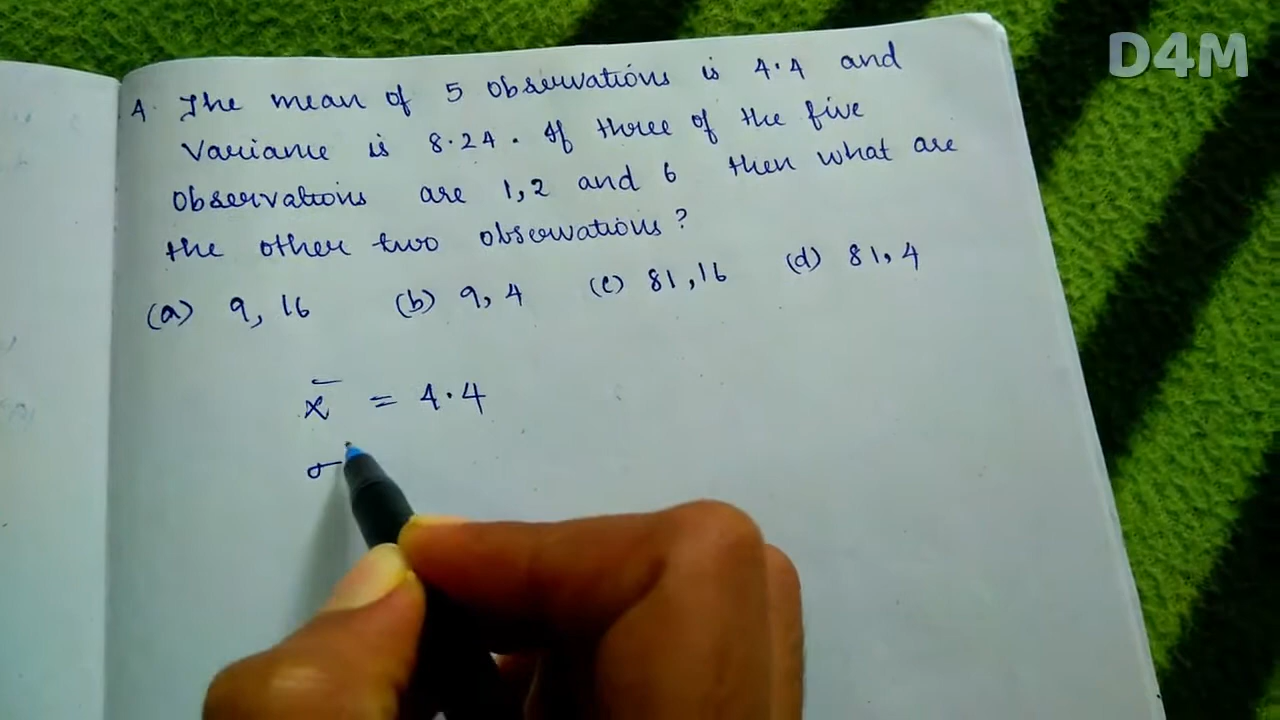 D4M
4. The mean of 5 observations is 4.4 and
variance is 8.24. If three of the five
observations are 1,2 and 6 then what are
the other two observations?
(a) 9, 16 (b) 9, 4 (c) 81,16 (d) 81, 4
x̄ = 4.4
σ